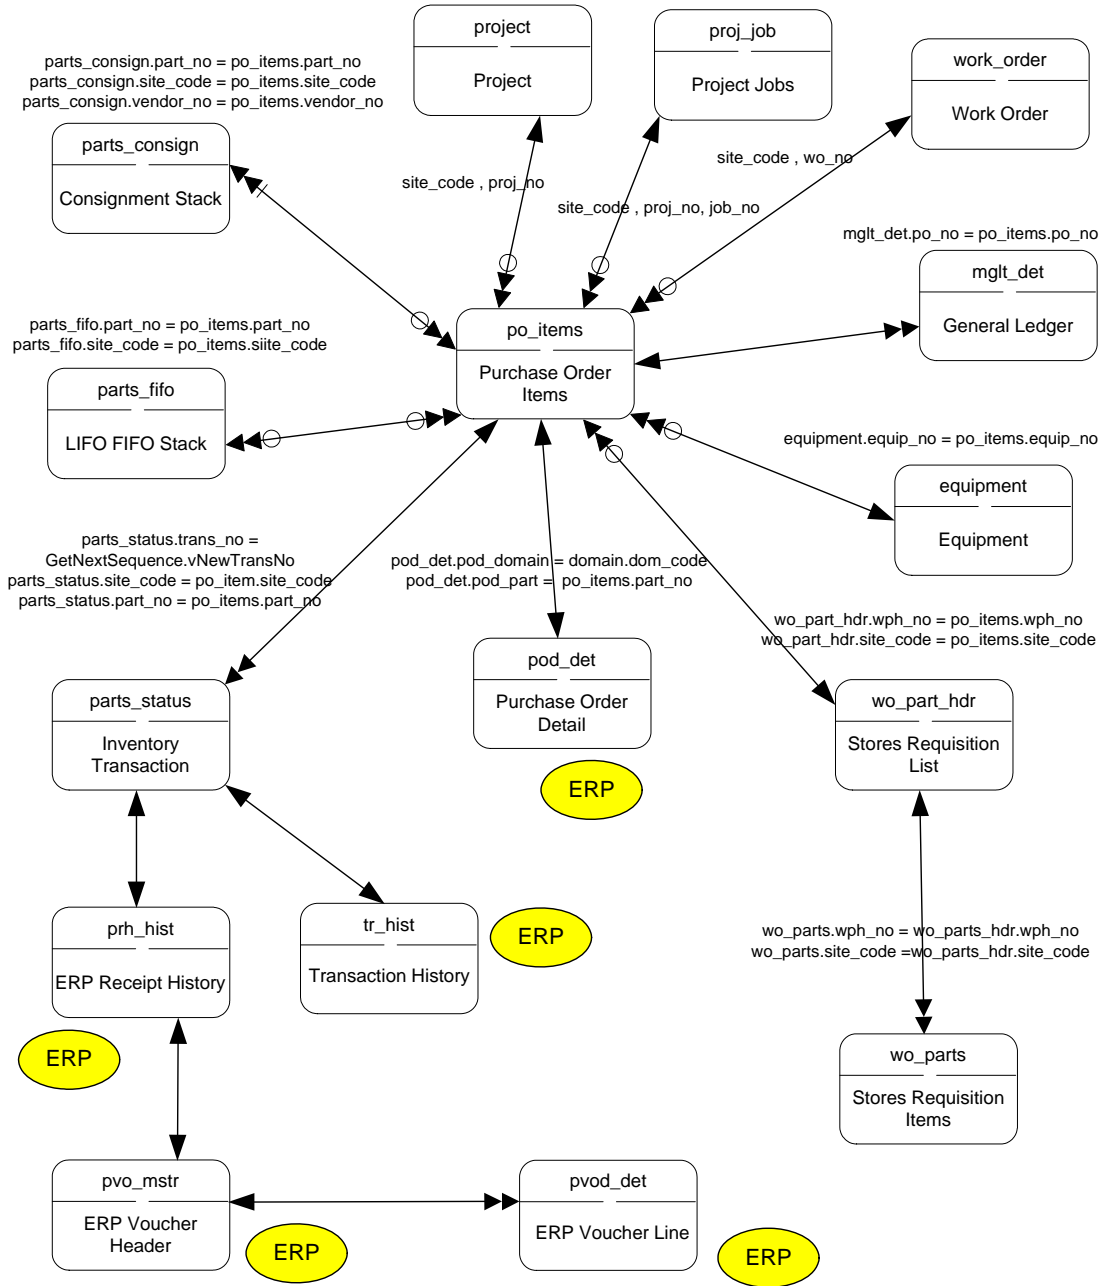 project
Project
proj_job
Project Jobs
work_order
Work Order
parts_consign.part_no = po_items.part_no
parts_consign.site_code = po_items.site_code
parts_consign.vendor_no = po_items.vendor_no
parts_consign
Consignment Stack
site_code , proj_no
site_code , proj_no, job_no
site_code , wo_no
mglt_det.po_no = po_items.po_no
mglt_det
General Ledger
po_items
Purchase Order
Items
parts_fifo.part_no = po_items.part_no
parts_fifo.site_code = po_items.siite_code
parts_fifo
LIFO FIFO Stack
equipment.equip_no = po_items.equip_no
equipment
Equipment
parts_status.trans_no =
GetNextSequence.vNewTransNo
parts_status.site_code = po_item.site_code
parts_status.part_no = po_items.part_no
pod_det.pod_domain = domain.dom_code
pod_det.pod_part =  po_items.part_no
wo_part_hdr.wph_no = po_items.wph_no
wo_part_hdr.site_code = po_items.site_code
parts_status
Inventory
Transaction
pod_det
Purchase Order
Detail
ERP
wo_part_hdr
Stores Requisition
List
prh_hist
ERP Receipt History
ERP
tr_hist
Transaction History
ERP
wo_parts.wph_no = wo_parts_hdr.wph_no
wo_parts.site_code =wo_parts_hdr.site_code
wo_parts
Stores Requisition
Items
pvo_mstr
ERP Voucher
Header
ERP
pvod_det
ERP Voucher Line
ERP